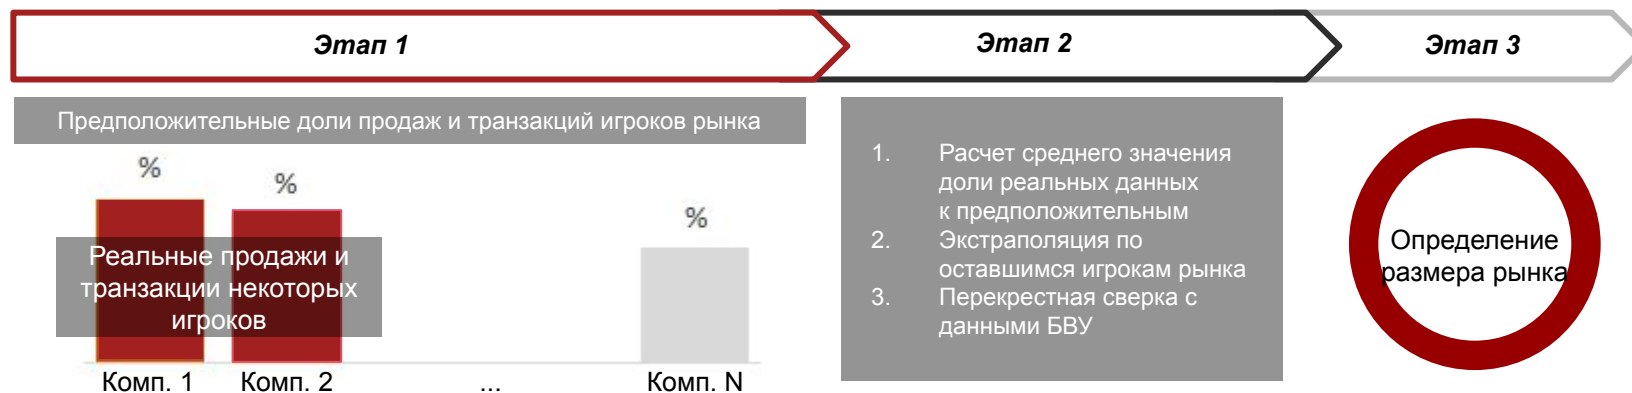 Этап 1
Этап 2
Этап 3
Предположительные доли продаж и транзакций игроков рынка
%
%
%
Реальные продажи и
транзакции некоторых
игроков
Комп. 1
Комп. 2
...
Комп. N
1. Расчет среднего значения
доли реальных данных
к предположительным
2. Экстраполяция по
оставшимся игрокам рынка
3. Перекрестная сверка с
данными БВУ
Определение
размера рынка